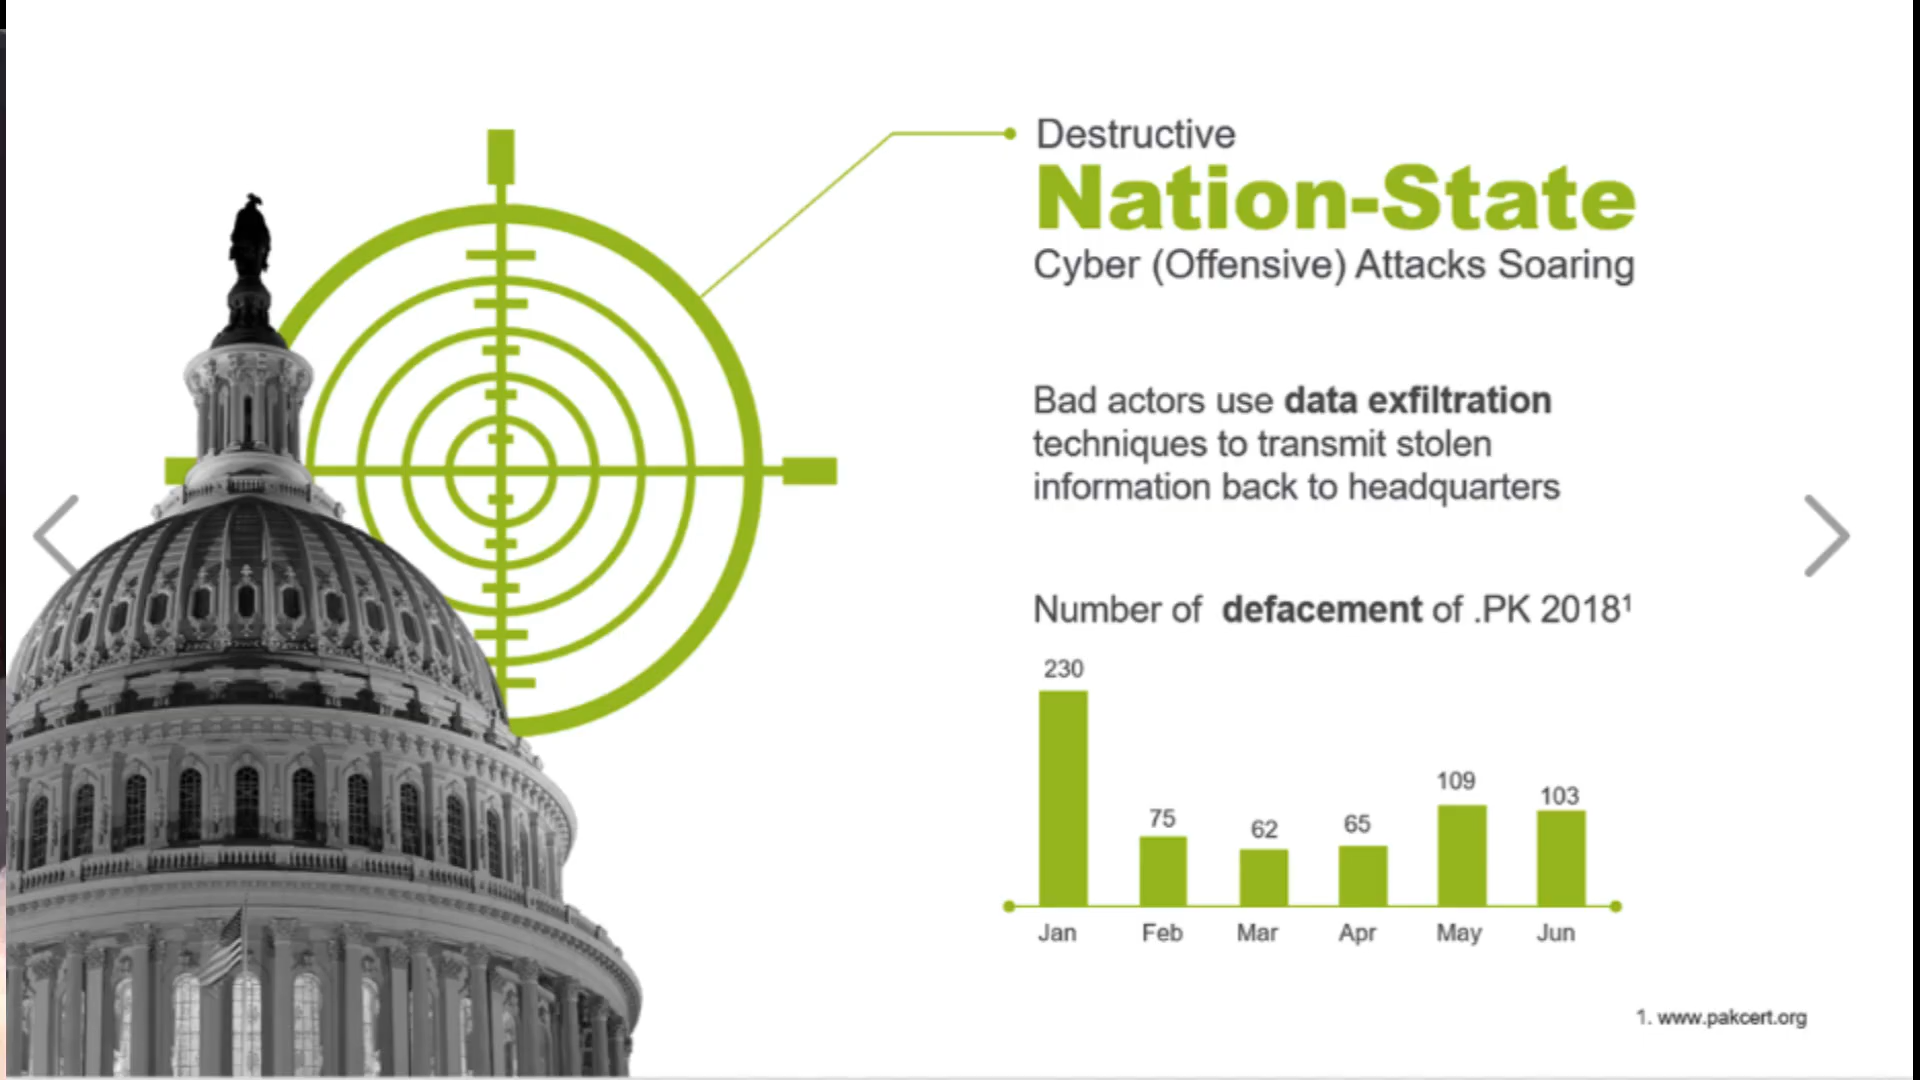 Destructive
Nation-State
Cyber (Offensive) Attacks Soaring
Bad actors use data exfiltration
techniques to transmit stolen
information back to headquarters
Number of defacement of .PK 2018¹
230
75
62
65
109
103
Jan Feb Mar Apr May Jun
1. www.pakcert.org